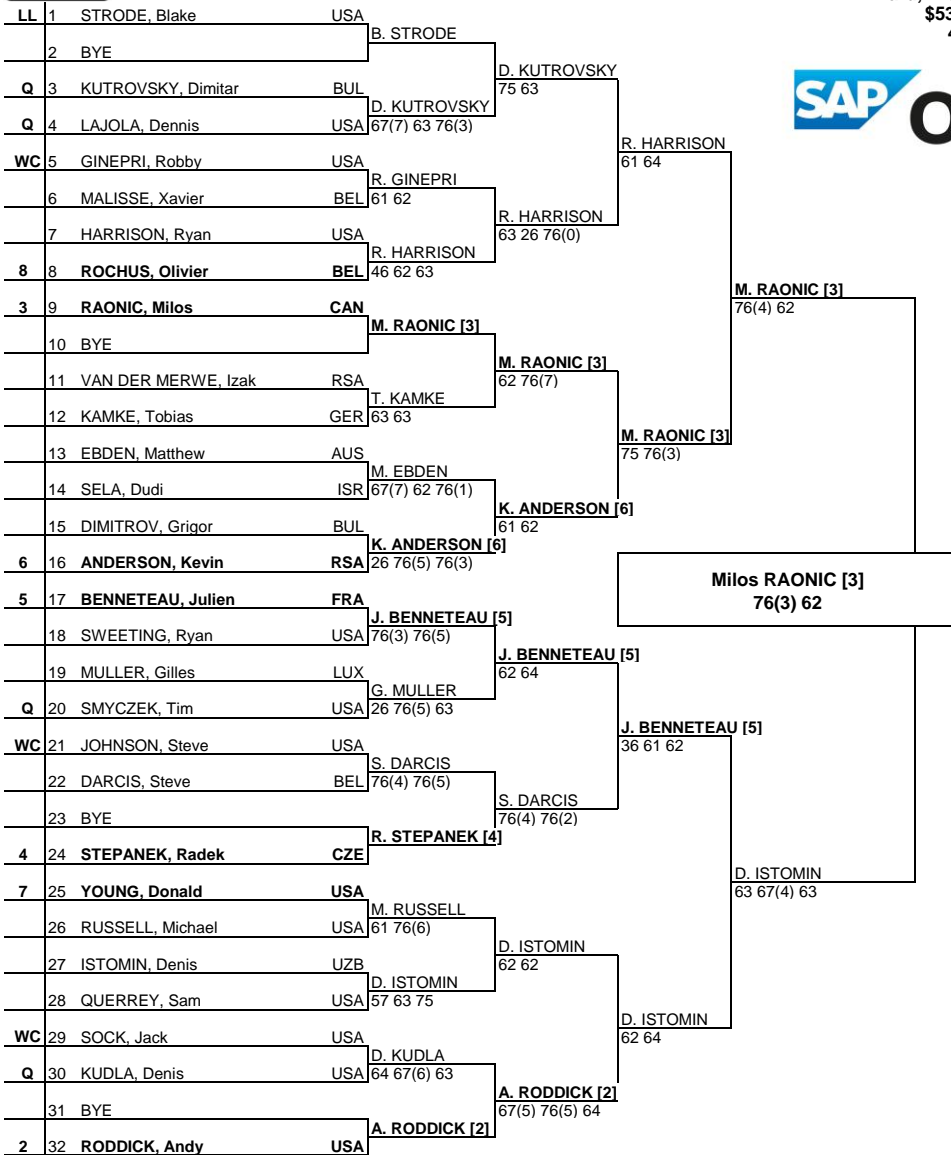 $53
4
SAP O
LL 1 STRODE, Blake USA
2 BYE
Q 3 KUTROVSKY, Dimitar BUL
Q 4 LAJOLA, Dennis USA
WC 5 GINEPRI, Robby USA
6 MALISSE, Xavier BEL
7 HARRISON, Ryan USA
8 8 ROCHUS, Olivier BEL
3 9 RAONIC, Milos CAN
10 BYE
11 VAN DER MERWE, Izak RSA
12 KAMKE, Tobias GER
13 EBDEN, Matthew AUS
14 SELA, Dudi ISR
15 DIMITROV, Grigor BUL
6 16 ANDERSON, Kevin RSA
5 17 BENNETEAU, Julien FRA
18 SWEETING, Ryan USA
19 MULLER, Gilles LUX
Q 20 SMYCZEK, Tim USA
WC 21 JOHNSON, Steve USA
22 DARCIS, Steve BEL
23 BYE
4 24 STEPANEK, Radek CZE
7 25 YOUNG, Donald USA
26 RUSSELL, Michael USA
27 ISTOMIN, Denis UZB
28 QUERREY, Sam USA
WC 29 SOCK, Jack USA
Q 30 KUDLA, Denis USA
31 BYE
2 32 RODDICK, Andy USA
B. STRODE
D. KUTROVSKY
67(7) 63 76(3)
R. GINEPRI
61 62
R. HARRISON
46 62 63
M. RAONIC [3]
T. KAMKE
63 63
M. EBDEN
67(7) 62 76(1)
K. ANDERSON [6]
26 76(5) 76(3)
J. BENNETEAU [5]
76(3) 76(5)
G. MULLER
26 76(5) 63
S. DARCIS
76(4) 76(5)
R. STEPANEK [4]
M. RUSSELL
61 76(6)
D. ISTOMIN
57 63 75
D. KUDLA
64 67(6) 63
A. RODDICK [2]
D. KUTROVSKY
75 63
R. HARRISON
63 26 76(0)
M. RAONIC [3]
62 76(7)
K. ANDERSON [6]
61 62
J. BENNETEAU [5]
62 64
S. DARCIS
76(4) 76(2)
D. ISTOMIN
62 62
A. RODDICK [2]
67(5) 76(5) 64
R. HARRISON
61 64
M. RAONIC [3]
75 76(3)
J. BENNETEAU [5]
36 61 62
D. ISTOMIN
62 64
M. RAONIC [3]
76(4) 62
D. ISTOMIN
63 67(4) 63
Milos RAONIC [3]
76(3) 62